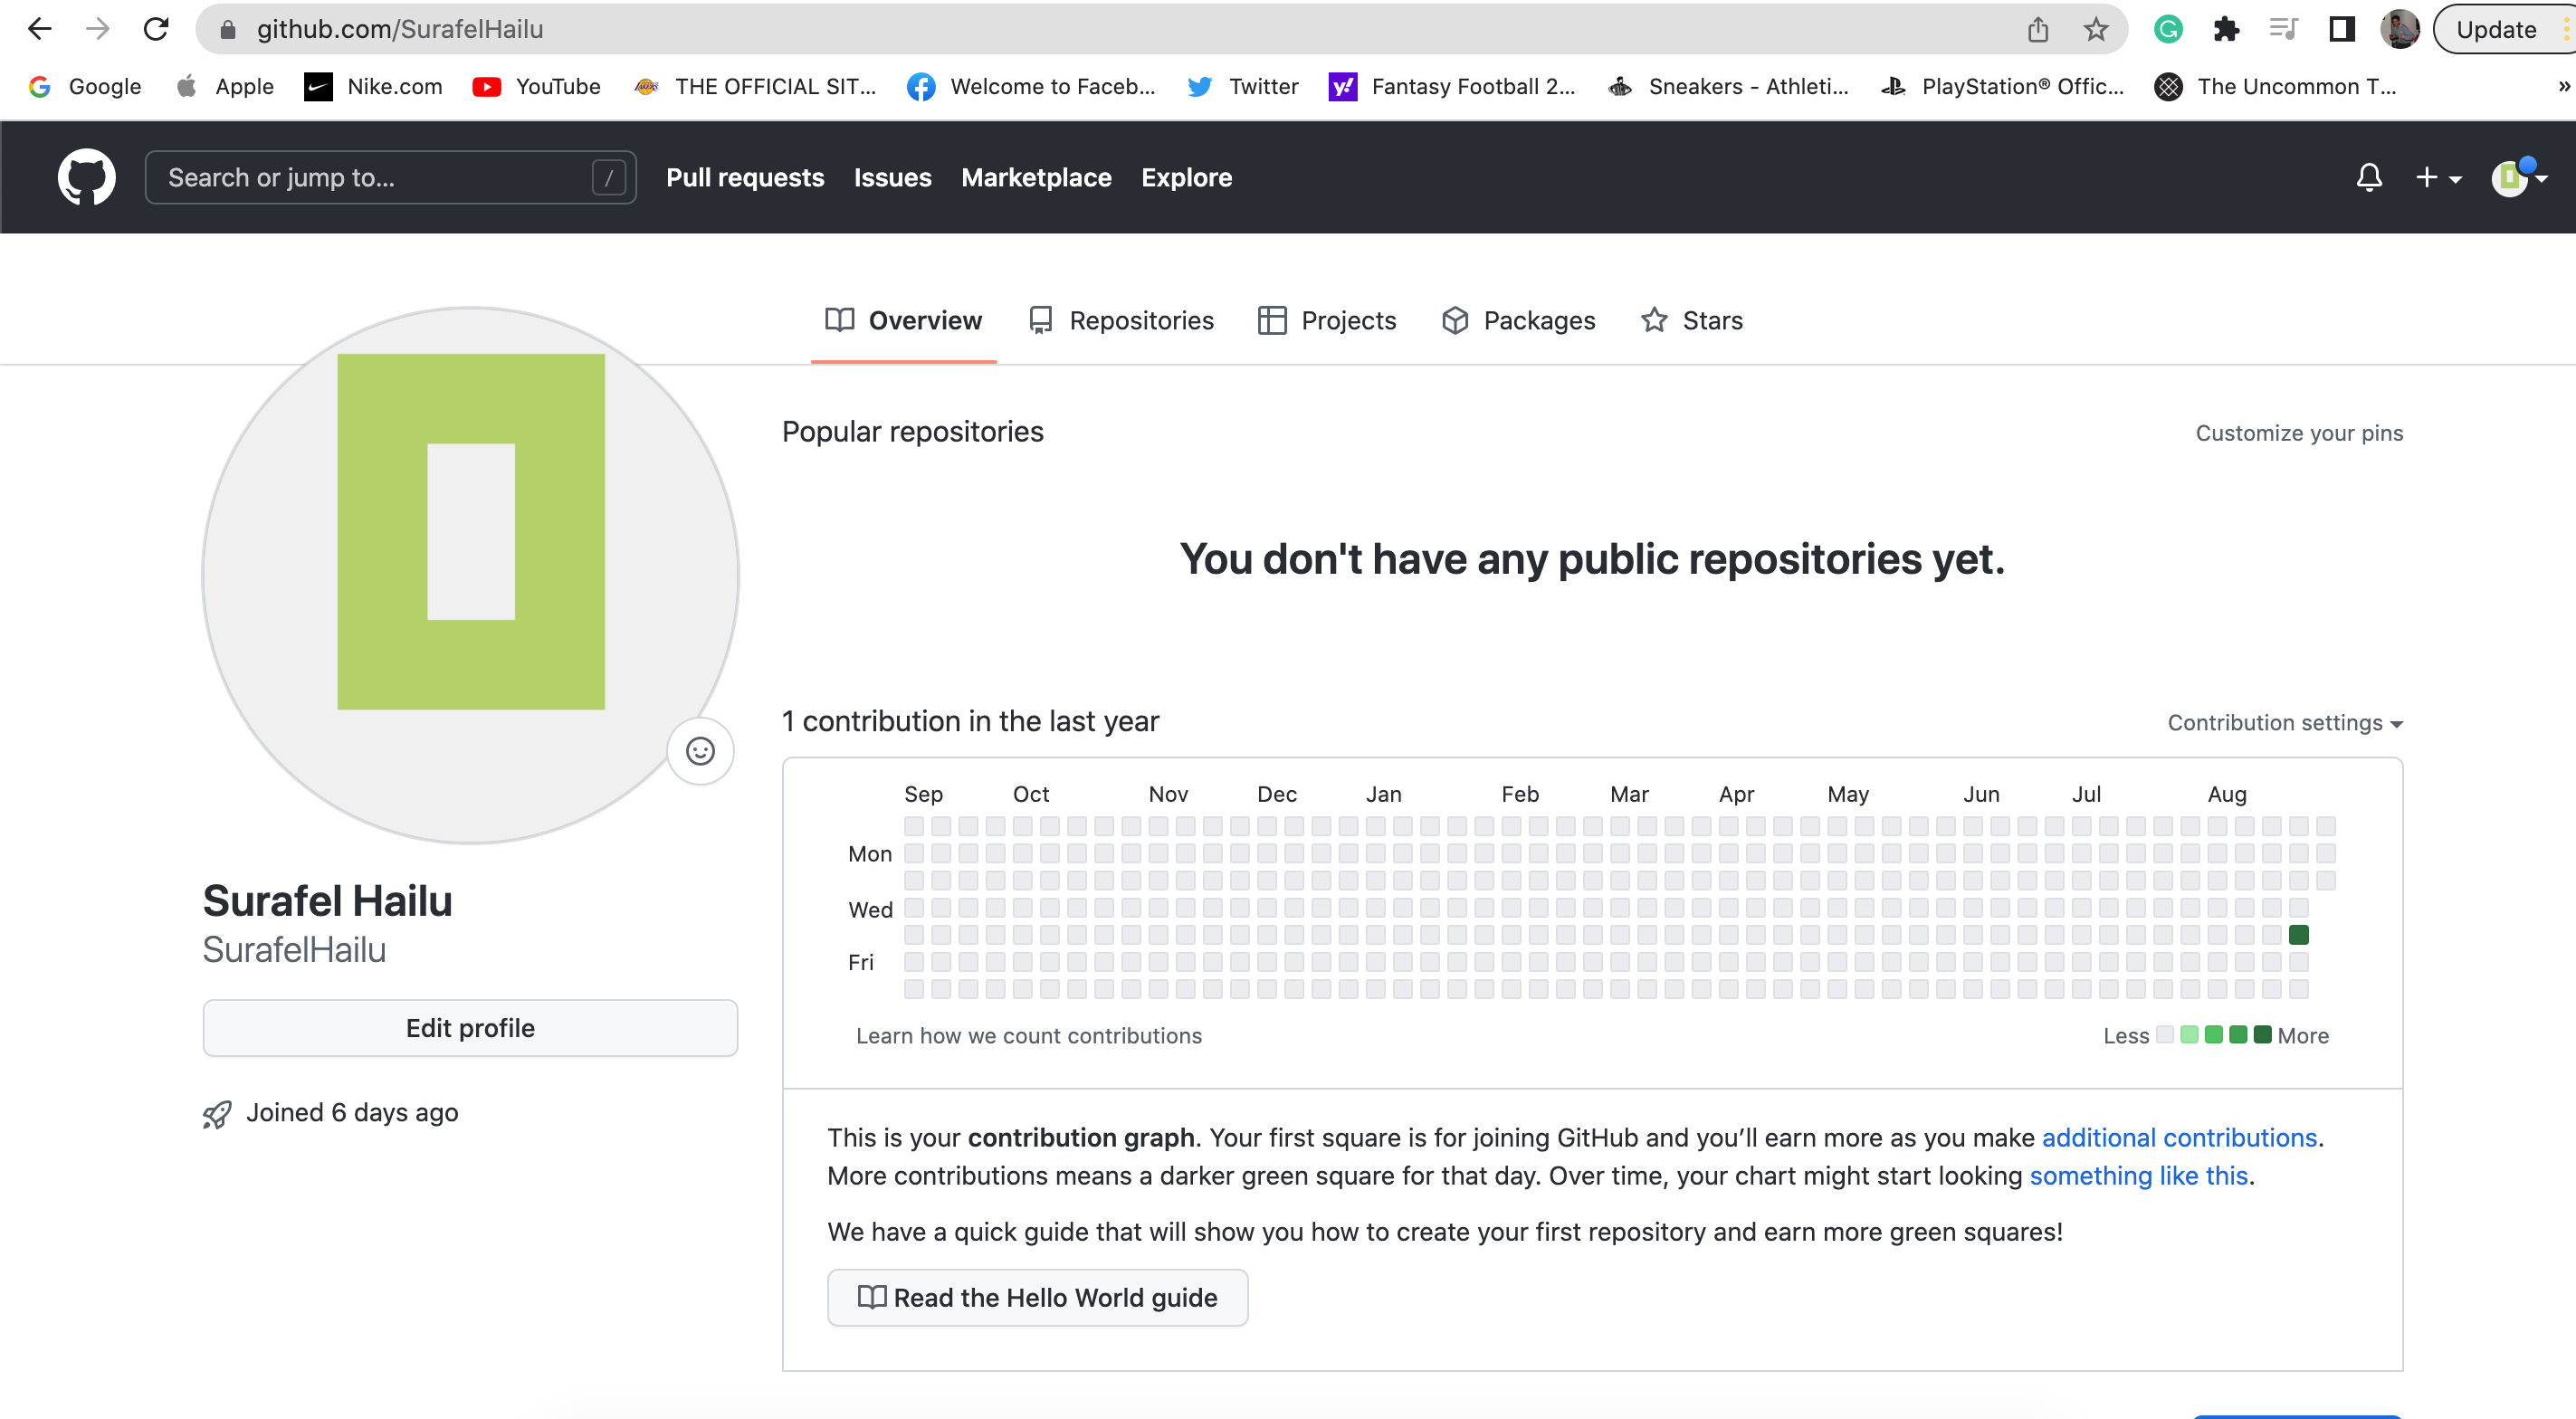 github.com/SurafelHailu
Update
Google Apple Nike.com YouTube THE OFFICIAL SIT... Welcome to Faceb... Twitter Fantasy Football 2... Sneakers - Athleti... PlayStation® Offic... The Uncommon T... »
Search or jump to... / Pull requests Issues Marketplace Explore
Overview Repositories Projects Packages Stars
Popular repositories Customize your pins
You don't have any public repositories yet.
Surafel Hailu
SurafelHailu
Edit profile
Joined 6 days ago
1 contribution in the last year Contribution settings
Sep Oct Nov Dec Jan Feb Mar Apr May Jun Jul Aug
Mon
Wed
Fri
Learn how we count contributions Less More
This is your contribution graph. Your first square is for joining GitHub and you’ll earn more as you make additional contributions.
More contributions means a darker green square for that day. Over time, your chart might start looking something like this.
We have a quick guide that will show you how to create your first repository and earn more green squares!
Read the Hello World guide